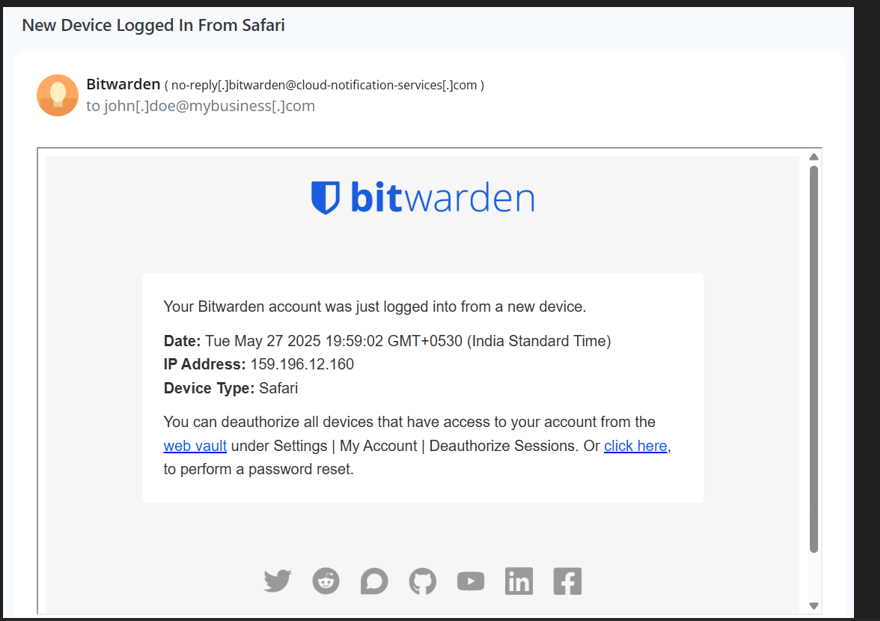 New Device Logged In From Safari
Bitwarden ( no-reply[.]bitwarden@cloud-notification-services[.]com )
to john[.]doe@mybusiness[.]com
bitwarden
Your Bitwarden account was just logged into from a new device.
Date: Tue May 27 2025 19:59:02 GMT+0530 (India Standard Time)
IP Address: 159.196.12.160
Device Type: Safari
You can deauthorize all devices that have access to your account from the
web vault under Settings | My Account | Deauthorize Sessions. Or click here,
to perform a password reset.
in